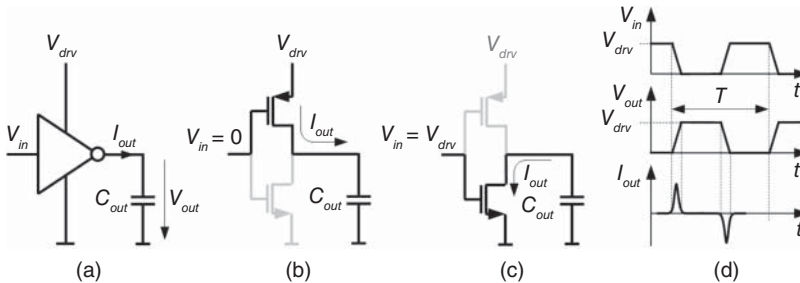 V_drv
V_in
I_out
C_out
V_out
(a)
V_drv
V_in = 0
I_out
C_out
(b)
V_drv
V_in = V_drv
I_out
C_out
(c)
V_in
V_drv
t
V_out
T
V_drv
t
I_out
t
(d)